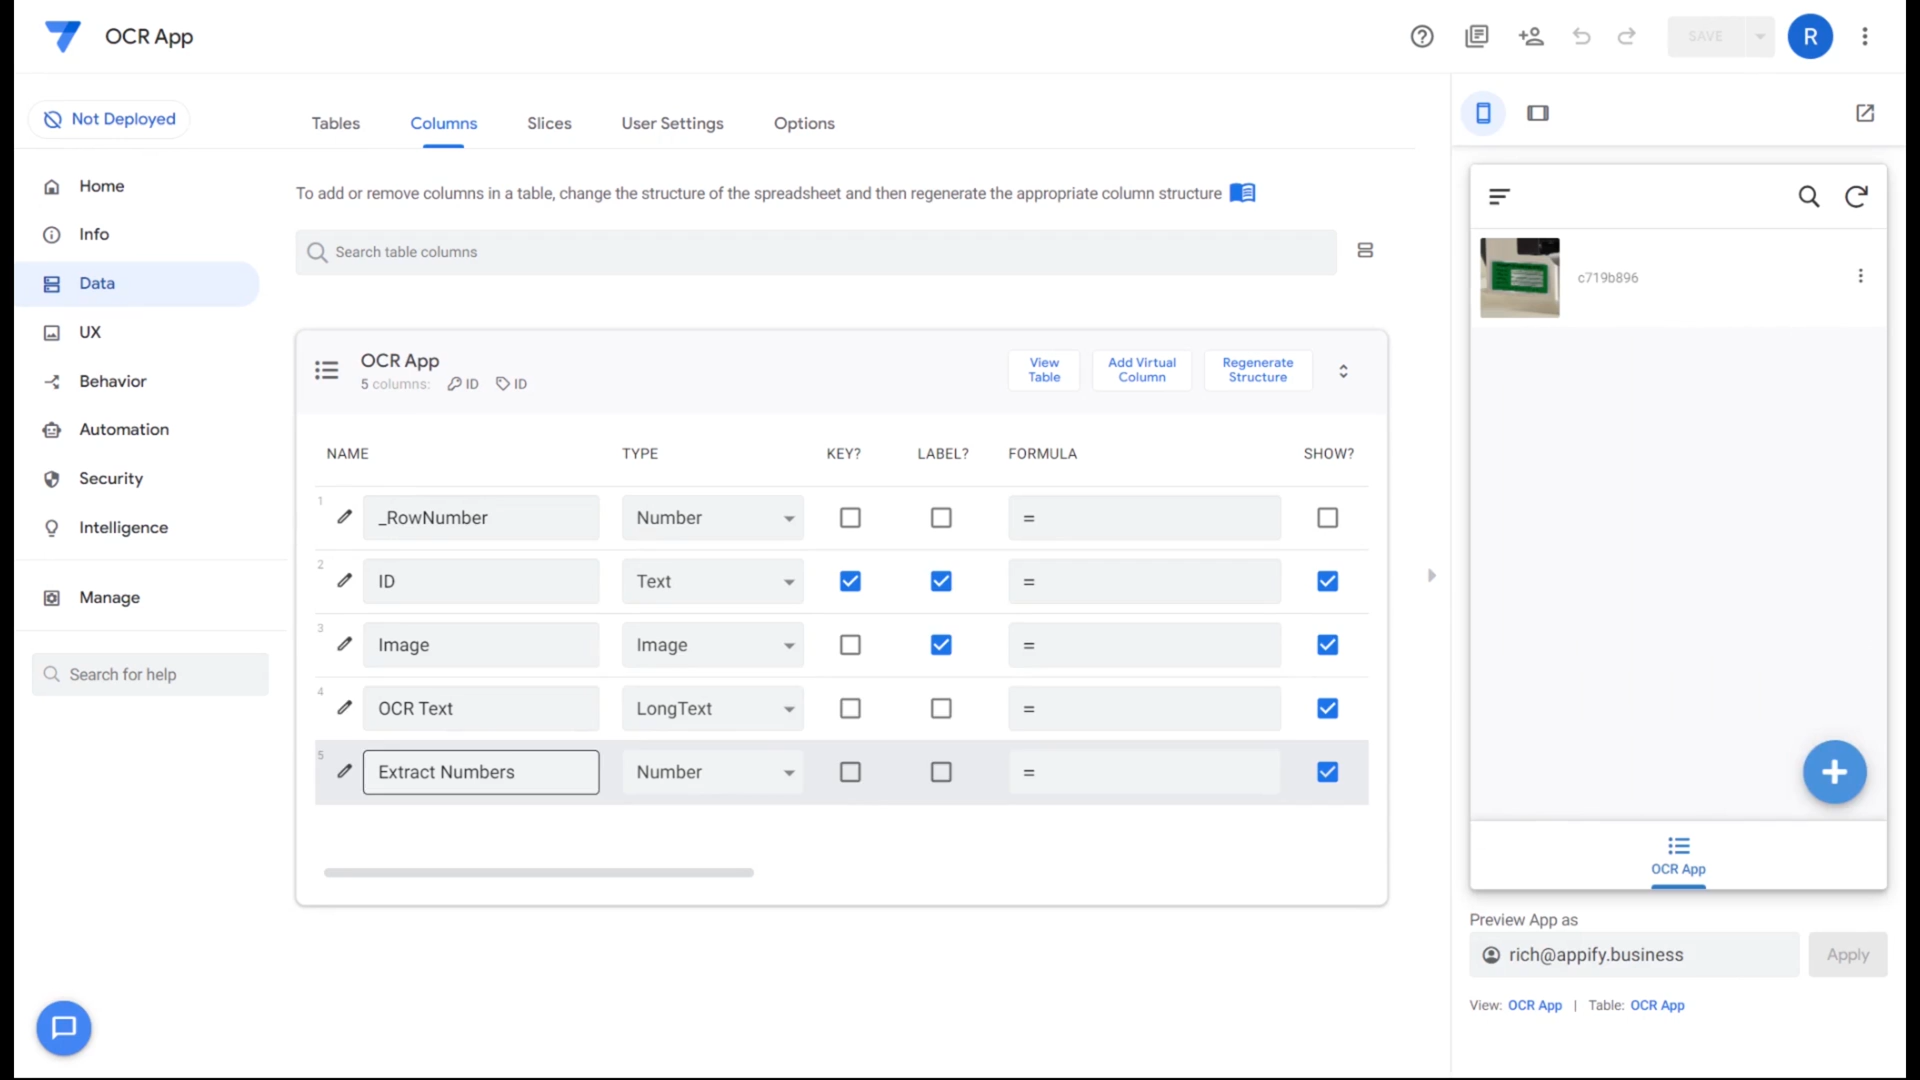 OCR App
SAVE
R
Not Deployed
Tables
Columns
Slices
User Settings
Options
Home
Info
Data
UX
Behavior
Automation
Security
Intelligence
Manage
Search for help
To add or remove columns in a table, change the structure of the spreadsheet and then regenerate the appropriate column structure
Search table columns
OCR App
5 columns: ID ID
View
Table
Add Virtual
Column
Regenerate
Structure
NAME TYPE KEY? LABEL? FORMULA SHOW?
1 _RowNumber Number =
2 ID Text =
3 Image Image =
4 OCR Text LongText =
5 Extract Numbers Number =
c719b896
OCR App
Preview App as
rich@appify.business
Apply
View: OCR App | Table: OCR App